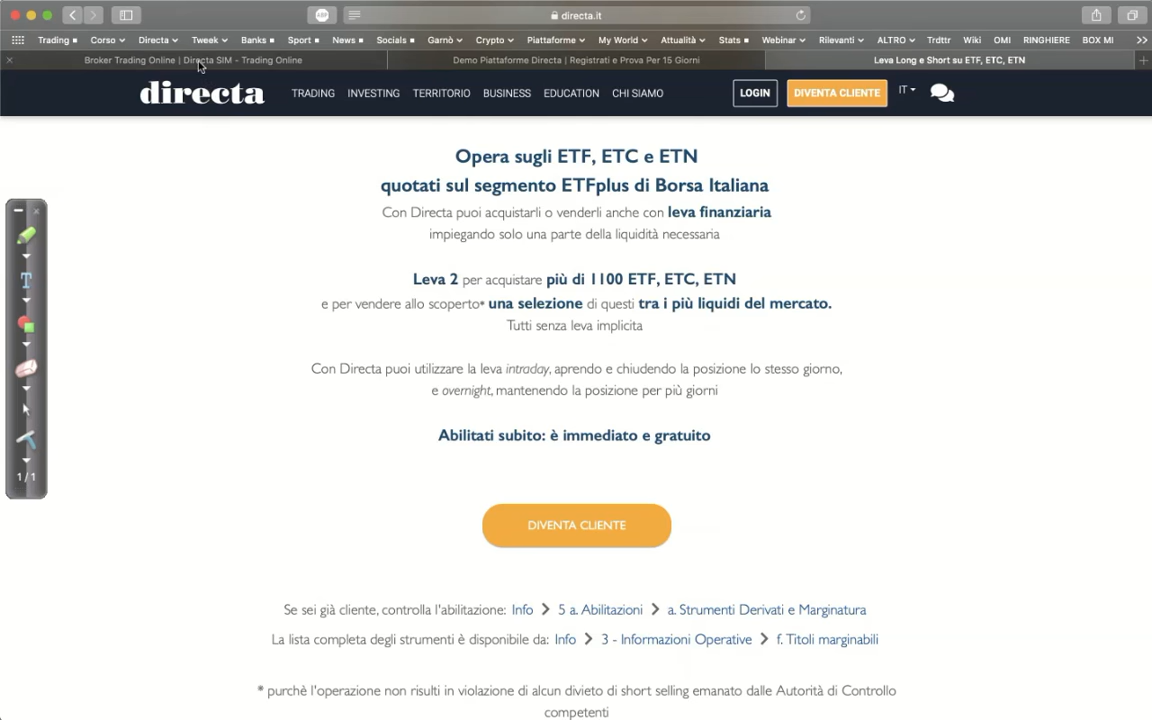 directa.it
Trading Corso Directa Tweek Banks Sport News Socials Garnò Crypto Piattaforme My World Attualità Stats Webinar Rilevanti ALTRO Trdttr Wiki OMI RINGHIERE BOX MI
Broker Trading Online | Directa SIM - Trading Online Demo Piattaforme Directa | Registrati e Prova Per 15 Giorni Leva Long e Short su ETF, ETC, ETN
directa TRADING INVESTING TERRITORIO BUSINESS EDUCATION CHI SIAMO LOGIN DIVENTA CLIENTE IT
Opera sugli ETF, ETC e ETN
quotati sul segmento ETFplus di Borsa Italiana
Con Directa puoi acquistarli o venderli anche con leva finanziaria
impiegando solo una parte della liquidità necessaria
Leva 2 per acquistare più di 1100 ETF, ETC, ETN
e per vendere allo scoperto* una selezione di questi tra i più liquidi del mercato.
Tutti senza leva implicita
Con Directa puoi utilizzare la leva intraday, aprendo e chiudendo la posizione lo stesso giorno,
e overnight, mantenendo la posizione per più giorni
Abilitati subito: è immediato e gratuito
T
1/1
DIVENTA CLIENTE
Se sei già cliente, controlla l'abilitazione: Info > 5 a. Abilitazioni > a. Strumenti Derivati e Marginatura
La lista completa degli strumenti è disponibile da: Info > 3 - Informazioni Operative > f. Titoli marginabili
* purchè l'operazione non risulti in violazione di alcun divieto di short selling emanato dalle Autorità di Controllo
competenti